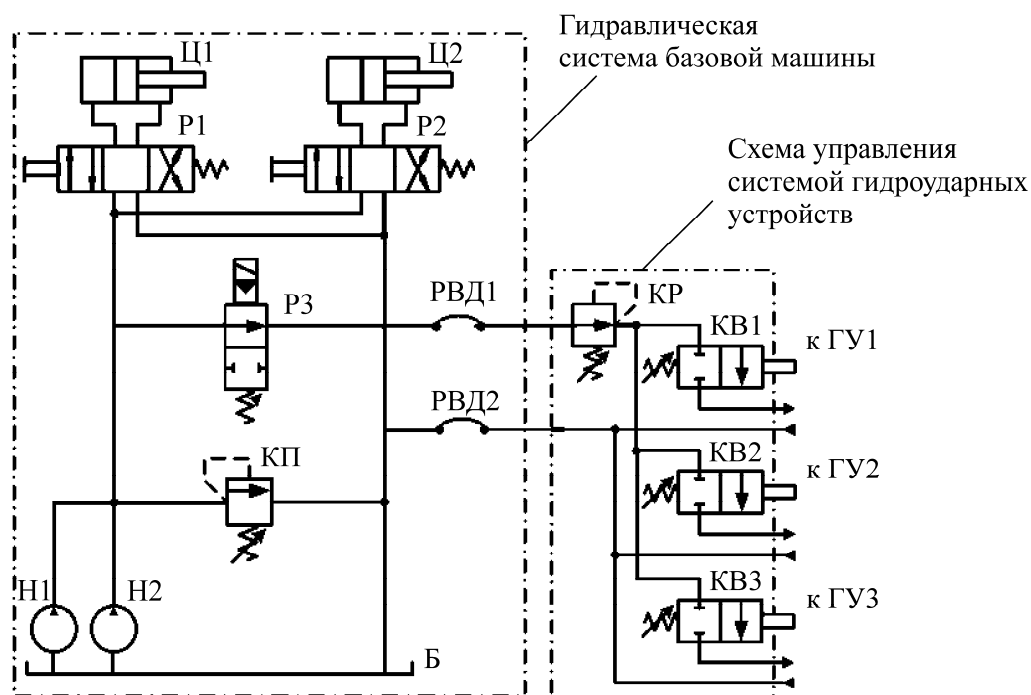 Гидравлическая
система базовой машины
Ц1
Ц2
Р1
Р2
Схема управления
системой гидроударных
устройств
Р3
РВД1
КР
КВ1
к ГУ1
РВД2
КП
КВ2
к ГУ2
Н1
Н2
КВ3
к ГУ3
Б